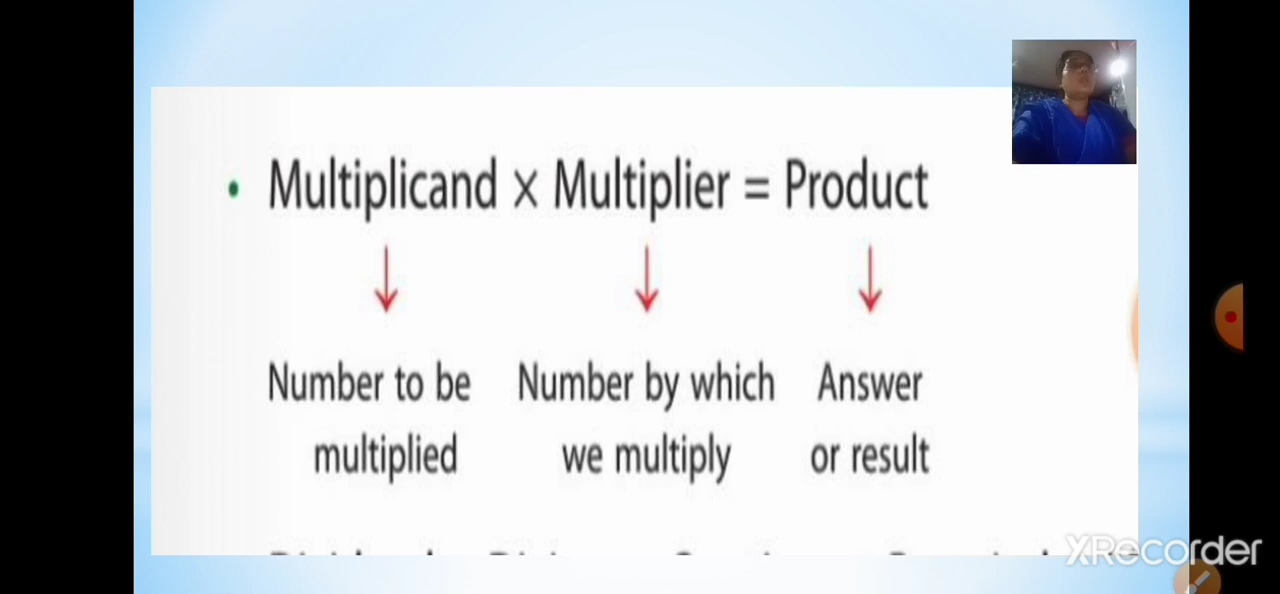 • Multiplicand × Multiplier = Product
Number to be Number by which Answer
multiplied we multiply or result
XRecorder